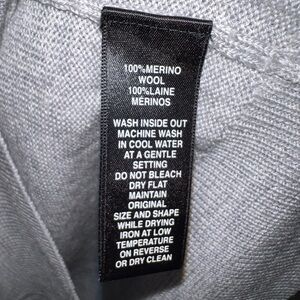 100%MERINO
WOOL
100%LAINE
MÉRINOS
WASH INSIDE OUT
MACHINE WASH
IN COOL WATER
AT A GENTLE
SETTING
DO NOT BLEACH
DRY FLAT
MAINTAIN
ORIGINAL
SIZE AND SHAPE
WHILE DRYING
IRON AT LOW
TEMPERATURE
ON REVERSE
OR DRY CLEAN